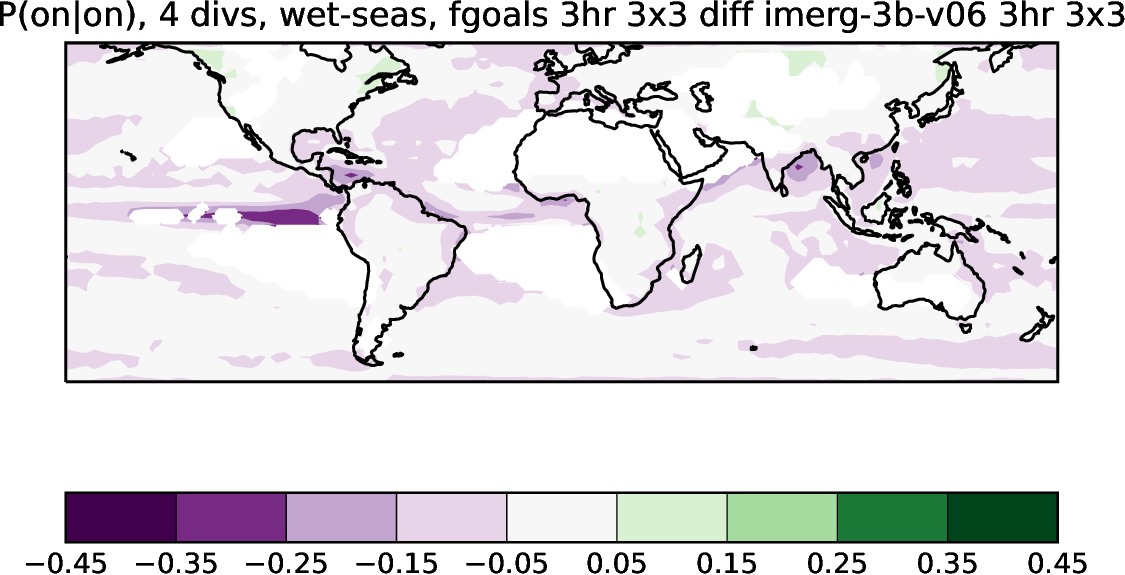 P(on|on), 4 divs, wet-seas, fgoals 3hr 3x3 diff imerg-3b-v06 3hr 3x3
−0.45 −0.35 −0.25 −0.15 −0.05 0.05 0.15 0.25 0.35 0.45